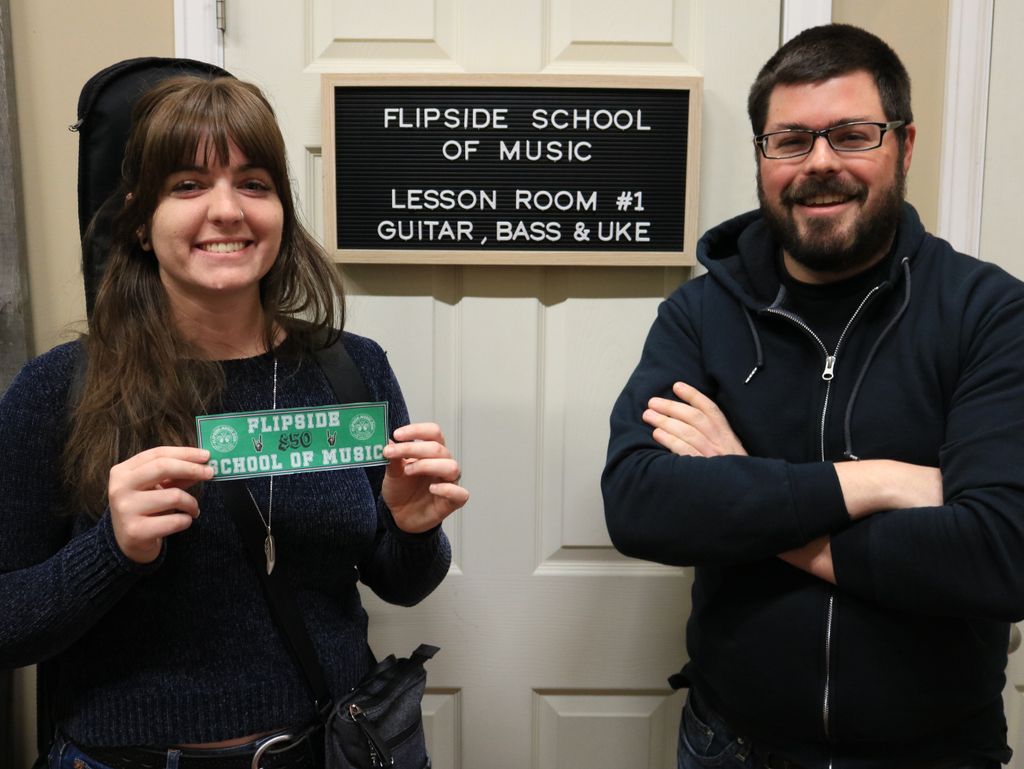 FLIPSIDE SCHOOL
OF MUSIC
LESSON ROOM #1
GUITAR, BASS & UKE
FLIPSIDE
$50
SCHOOL OF MUSIC